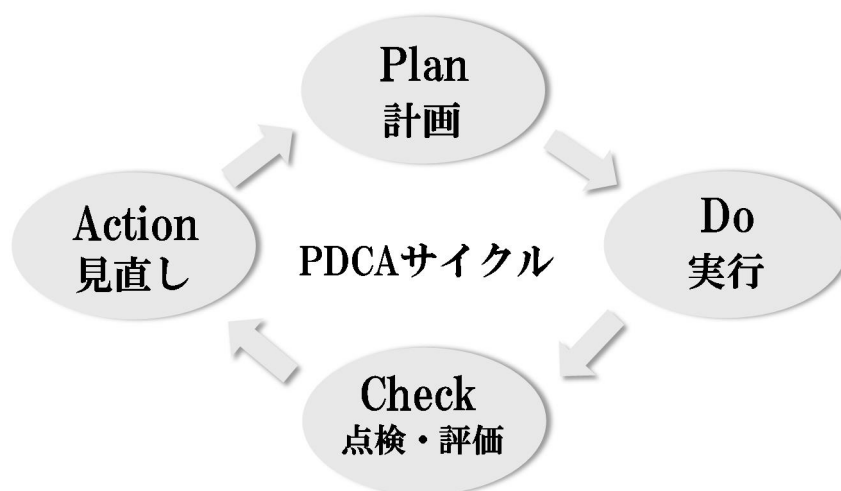 Plan
計画
Do
実行
Check
点検・評価
Action
見直し
PDCAサイクル